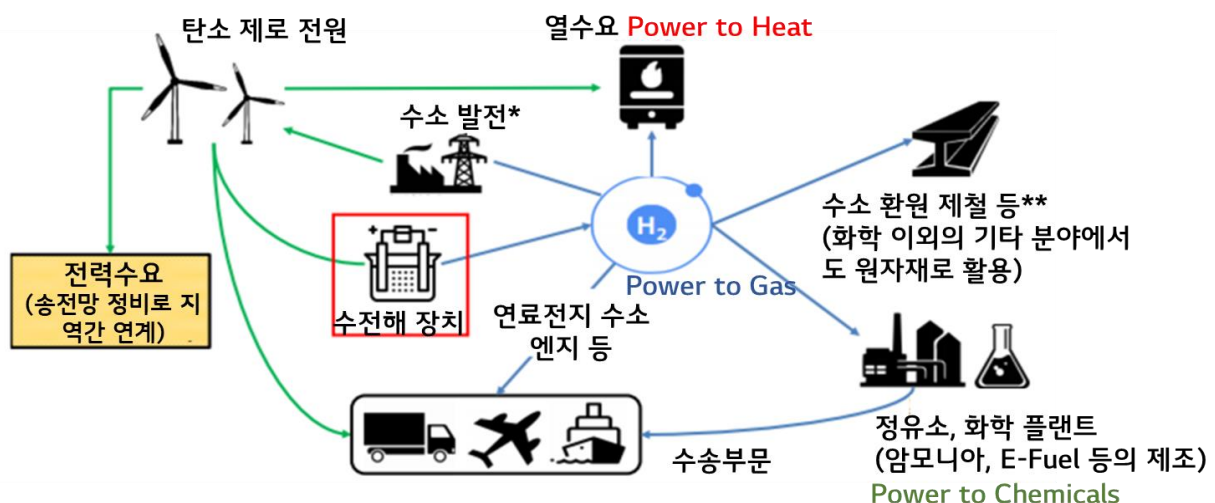 탄소 제로 전원
열수요 Power to Heat
수소 발전*
H₂
수소 환원 제철 등**
(화학 이외의 기타 분야에서
도 원자재로 활용)
전력수요
(송전망 정비로 지
역간 연계)
+
-
수전해 장치
Power to Gas
연료전지 수소
엔지 등
수송부문
정유소, 화학 플랜트
(암모니아, E-Fuel 등의 제조)
Power to Chemicals